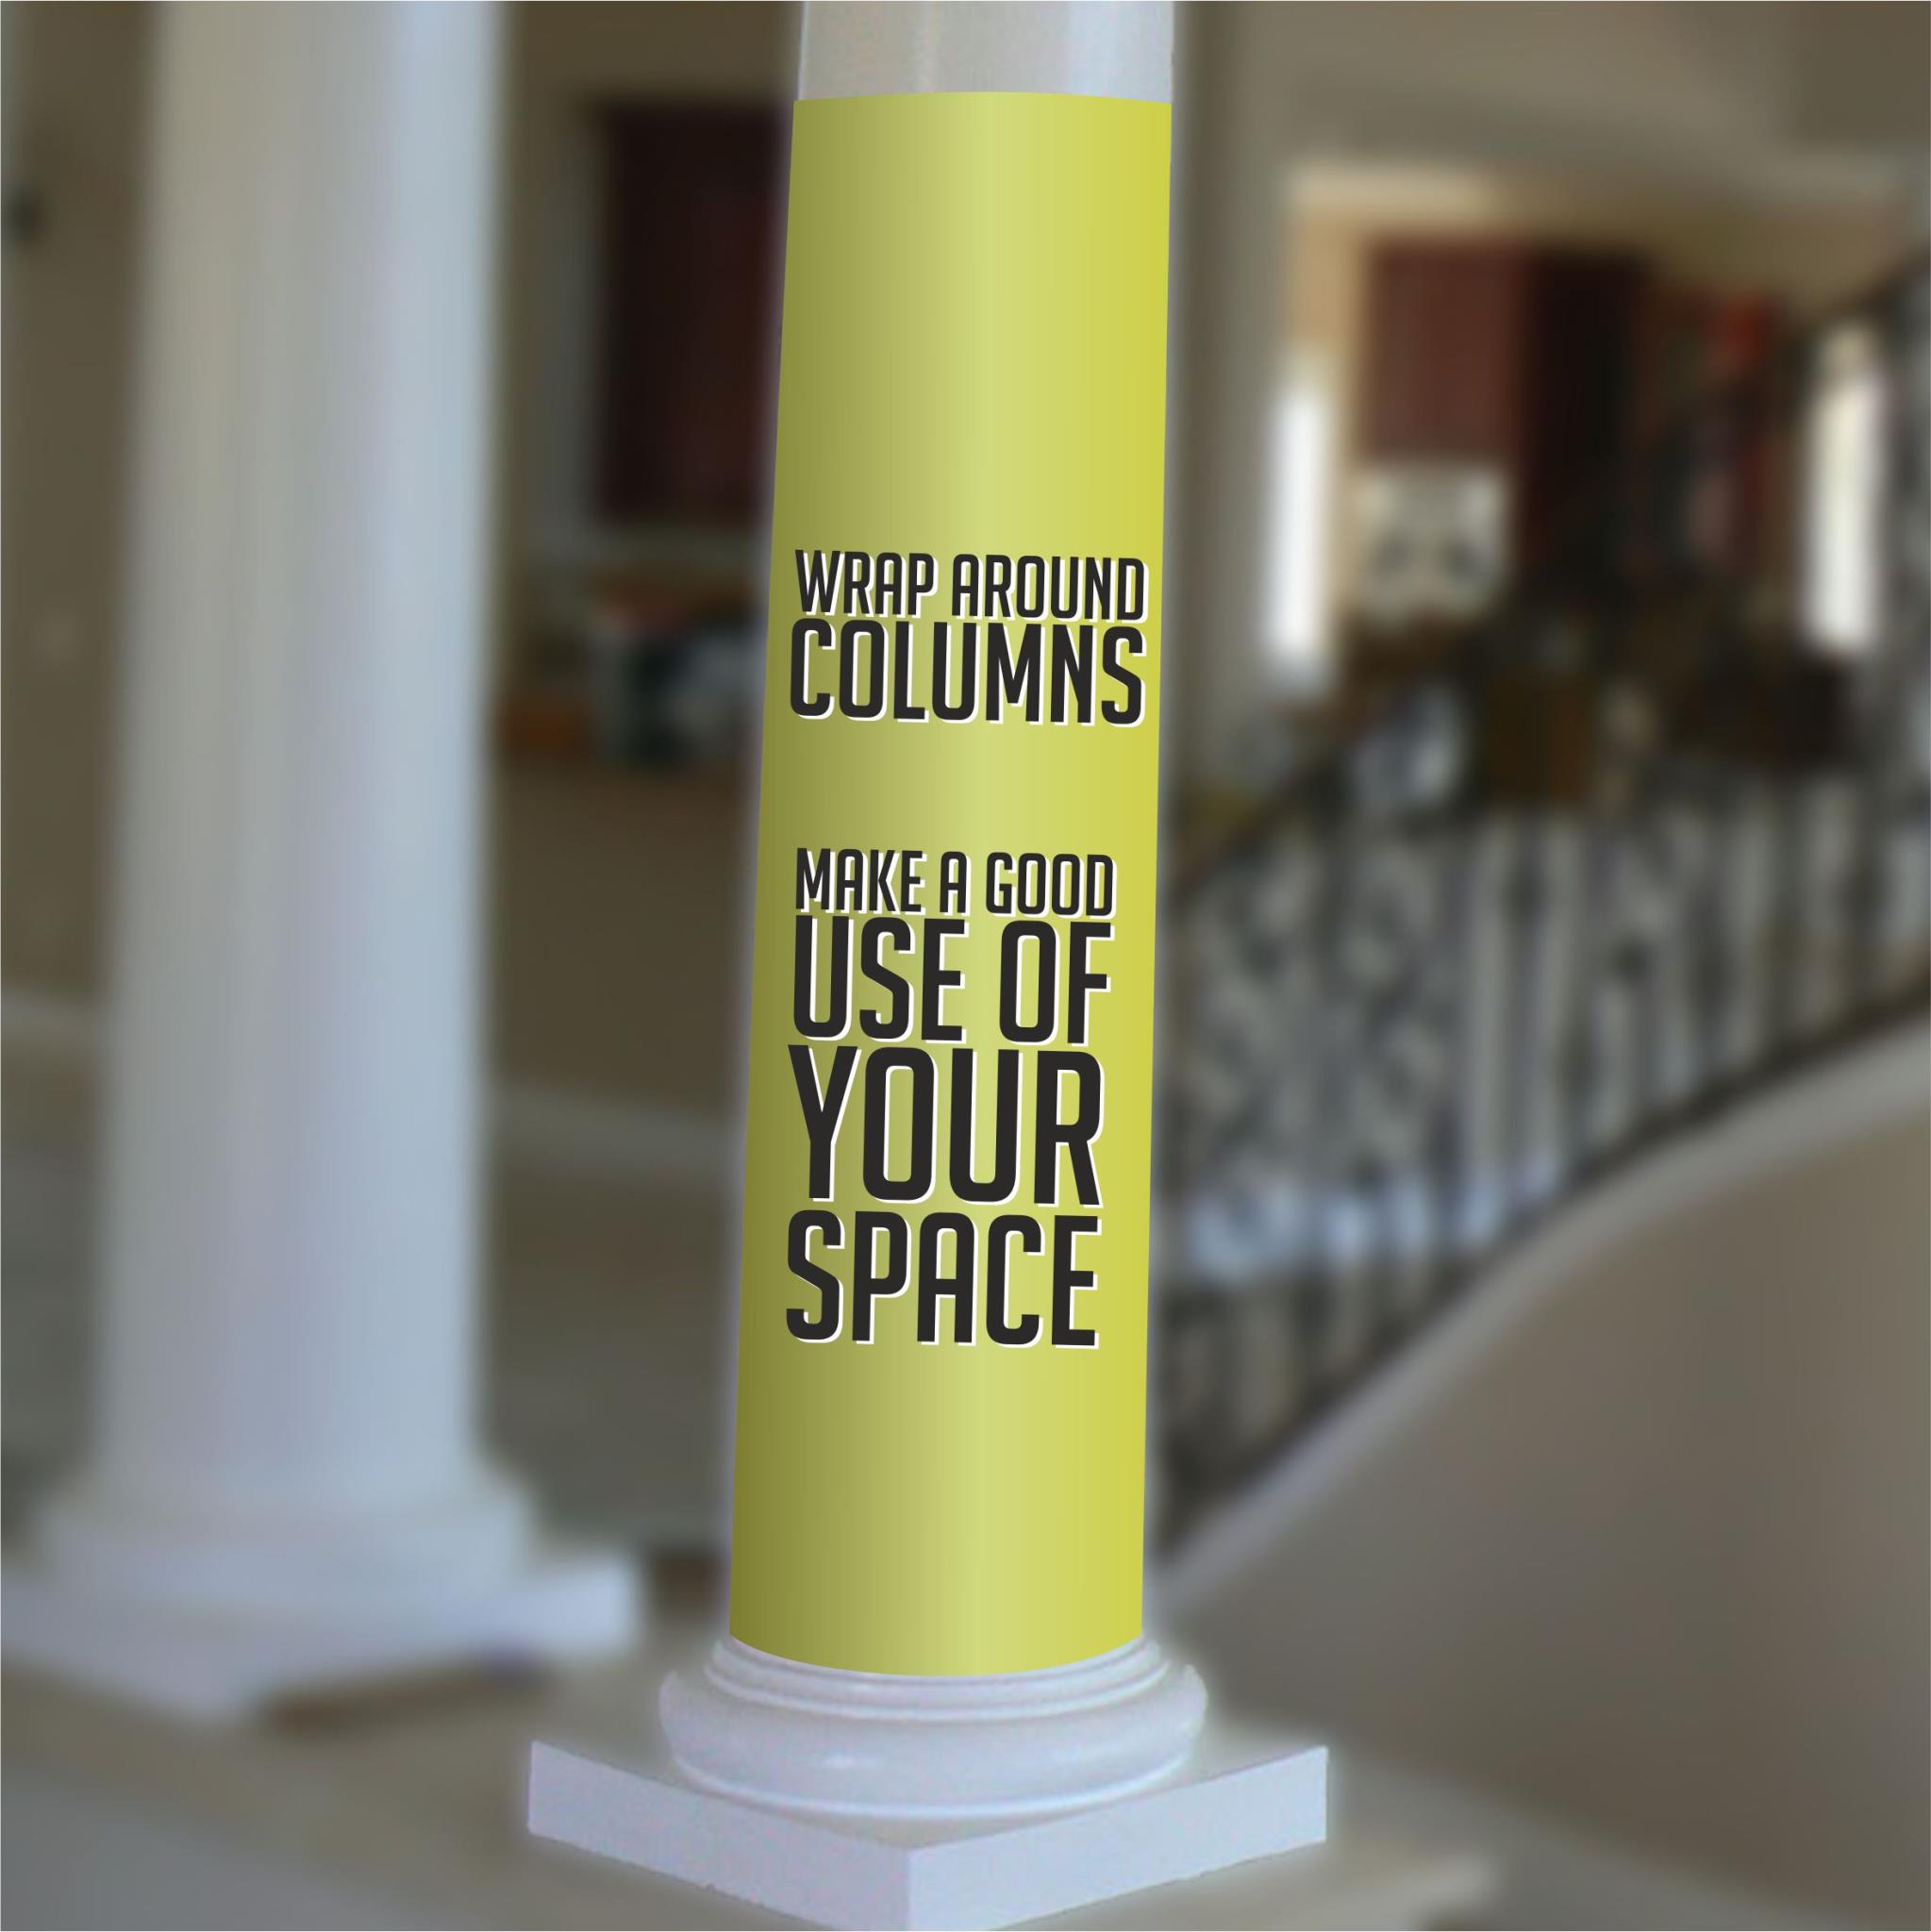 WRAP AROUND
COLUMNS
MAKE A GOOD
USE OF
YOUR
SPACE